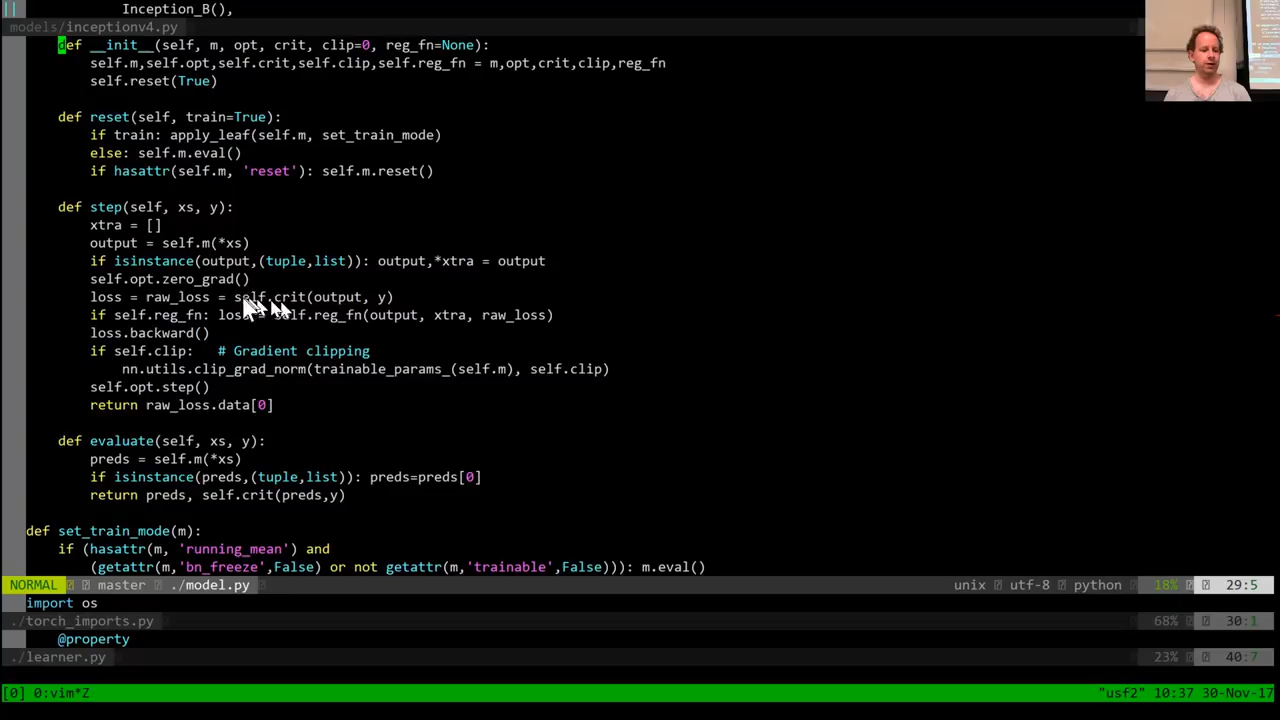 Inception_B(),
models/inceptionv4.py
def __init__(self, m, opt, crit, clip=0, reg_fn=None):
self.m,self.opt,self.crit,self.clip,self.reg_fn = m,opt,crit,clip,reg_fn
self.reset(True)
def reset(self, train=True):
if train: apply_leaf(self.m, set_train_mode)
else: self.m.eval()
if hasattr(self.m, 'reset'): self.m.reset()
def step(self, xs, y):
xtra = []
output = self.m(*xs)
if isinstance(output,(tuple,list)): output,*xtra = output
self.opt.zero_grad()
loss = raw_loss = self.crit(output, y)
if self.reg_fn: loss = self.reg_fn(output, xtra, raw_loss)
loss.backward()
if self.clip:   # Gradient clipping
nn.utils.clip_grad_norm(trainable_params_(self.m), self.clip)
self.opt.step()
return raw_loss.data[0]
def evaluate(self, xs, y):
preds = self.m(*xs)
if isinstance(preds,(tuple,list)): preds=preds[0]
return preds, self.crit(preds,y)
def set_train_mode(m):
if (hasattr(m, 'running_mean') and
(getattr(m,'bn_freeze',False) or not getattr(m,'trainable',False))): m.eval()
NORMAL master ./model.py unix utf-8 python 18% 29:5
import os
./torch_imports.py 68% 30:1
@property
./learner.py 23% 40:7
[0] 0:vim*Z "usf2" 10:37 30-Nov-17